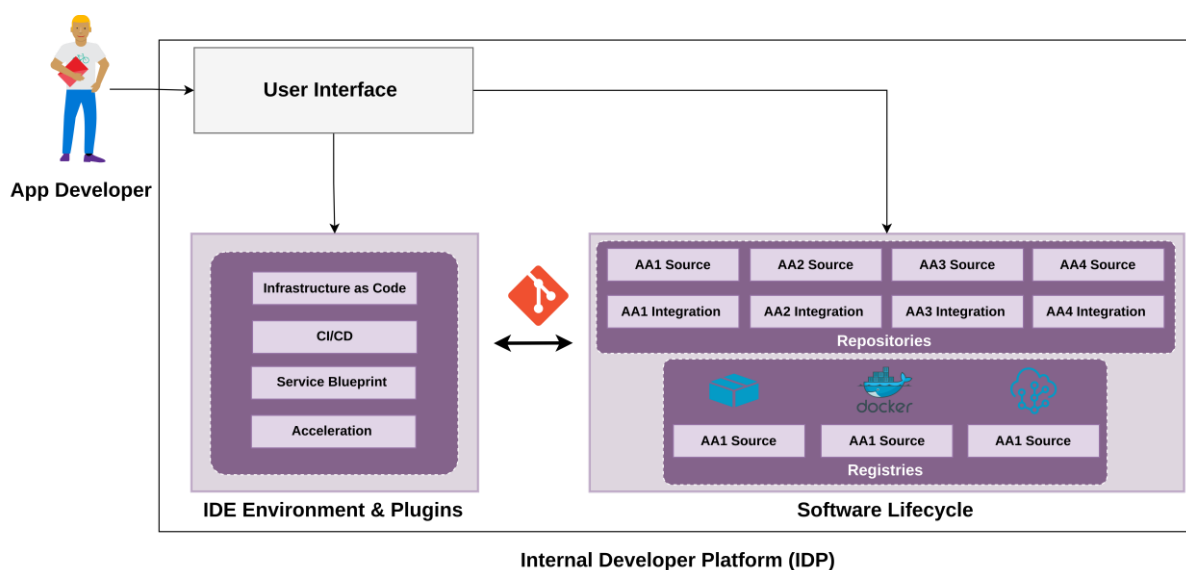 User Interface
App Developer
Infrastructure as Code
CI/CD
Service Blueprint
Acceleration
IDE Environment & Plugins
AA1 Source
AA2 Source
AA3 Source
AA4 Source
AA1 Integration
AA2 Integration
AA3 Integration
AA4 Integration
Repositories
docker
AA1 Source
AA1 Source
AA1 Source
Registries
Software Lifecycle
Internal Developer Platform (IDP)